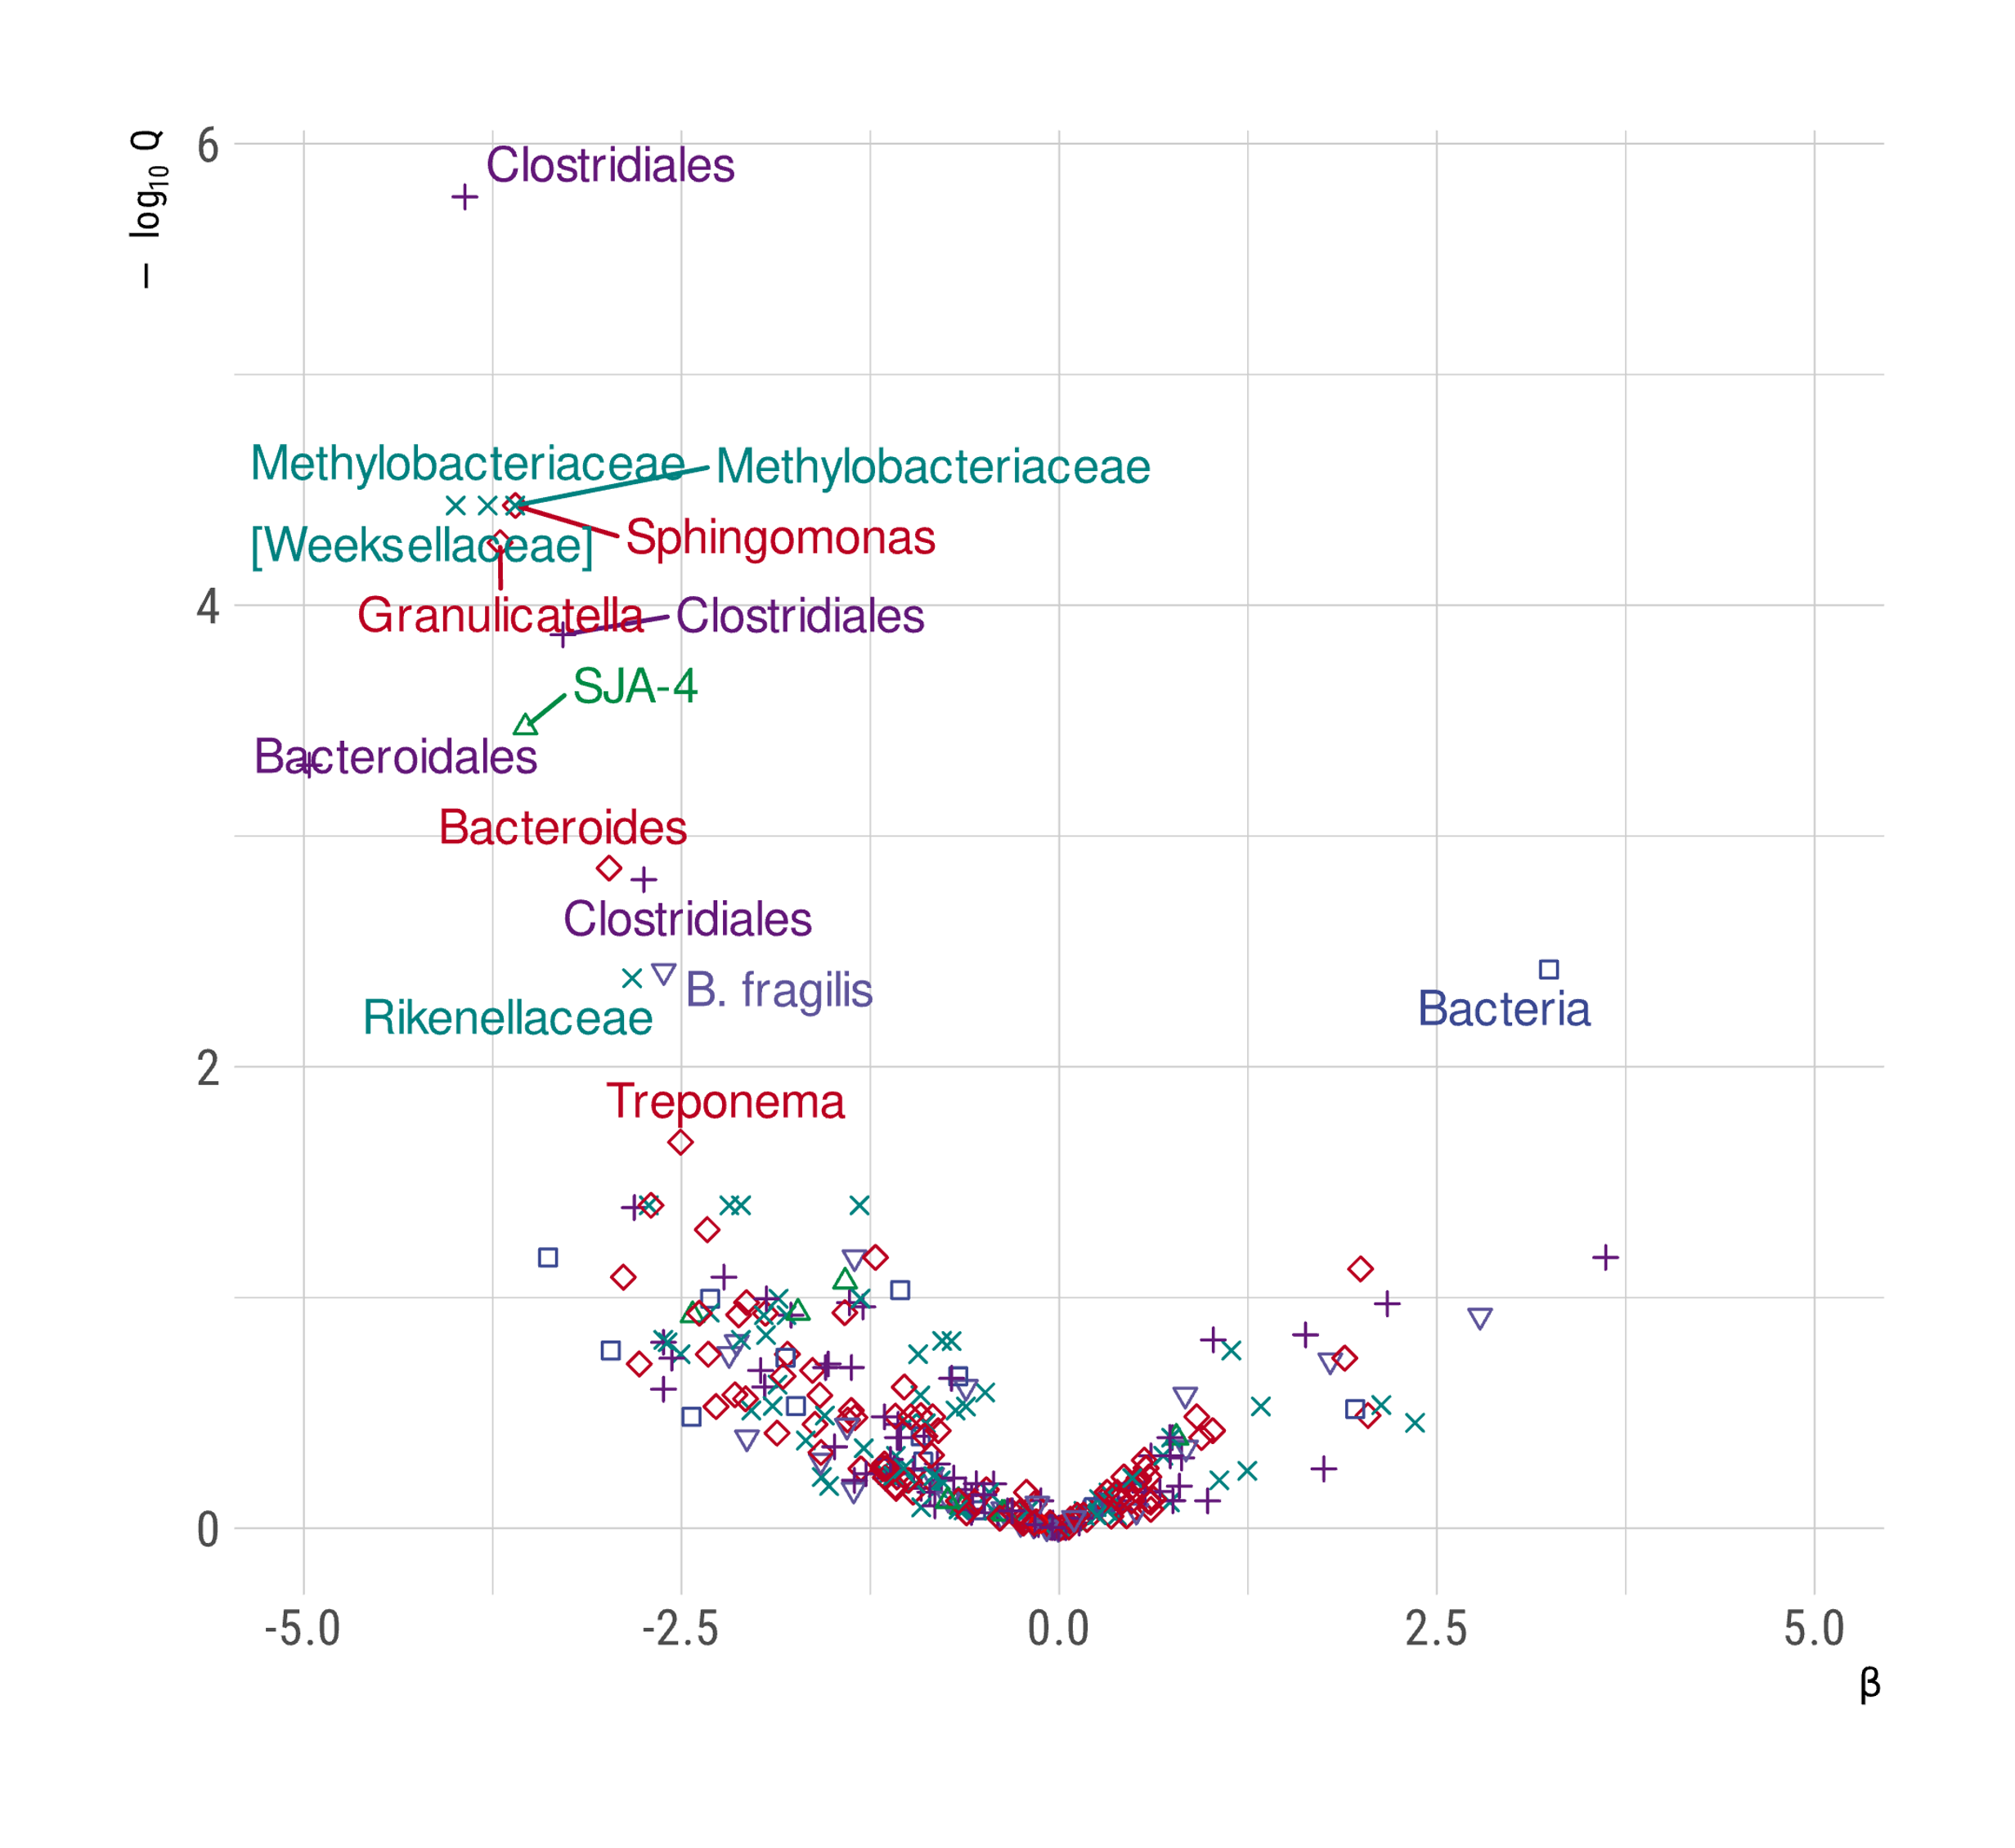 − log10 Q
6
Clostridiales
Methylobacteriaceae
Methylobacteriaceae
[Weeksellaceae]
Sphingomonas
4
Granulicatella
Clostridiales
SJA-4
Bacteroidales
Bacteroides
Clostridiales
B. fragilis
Rikenellaceae
Bacteria
2
Treponema
0
-5.0 -2.5 0.0 2.5 5.0
β